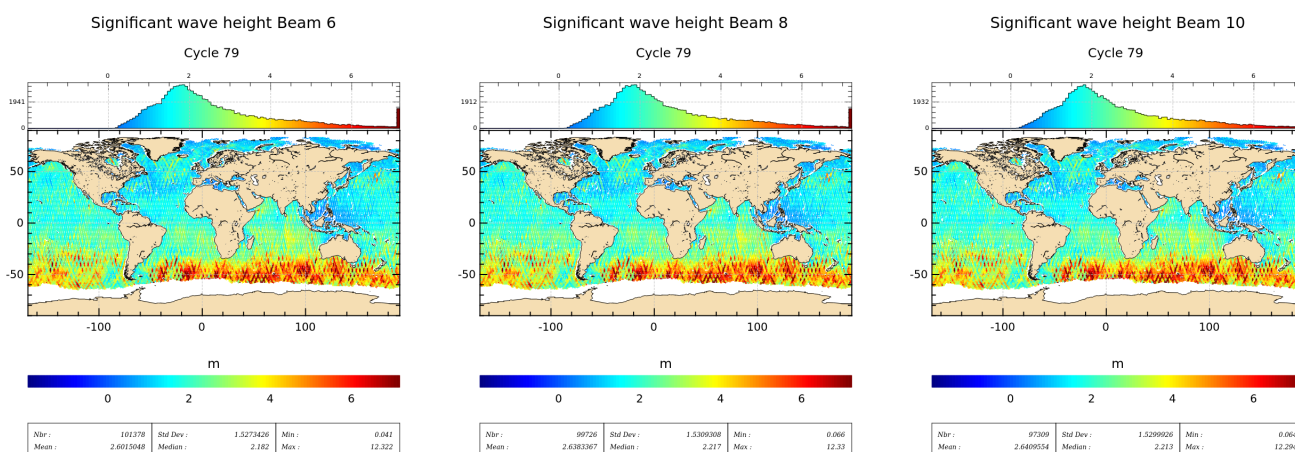 Significant wave height Beam 6
Cycle 79
0 2 4 6
1941
0
50
0
-50
-100 0 100
m
0 2 4 6
Nbr : 101378 Std Dev : 1.5273426 Min : 0.041
Mean : 2.6015048 Median : 2.182 Max : 12.322
Significant wave height Beam 8
Cycle 79
0 2 4 6
1912
0
50
0
-50
-100 0 100
m
0 2 4 6
Nbr : 99726 Std Dev : 1.5309308 Min : 0.066
Mean : 2.6383367 Median : 2.217 Max : 12.33
Significant wave height Beam 10
Cycle 79
0 2 4 6
1932
0
50
0
-50
-100 0 100
m
0 2 4 6
Nbr : 97309 Std Dev : 1.5299926 Min : 0.064
Mean : 2.6409554 Median : 2.213 Max : 12.294